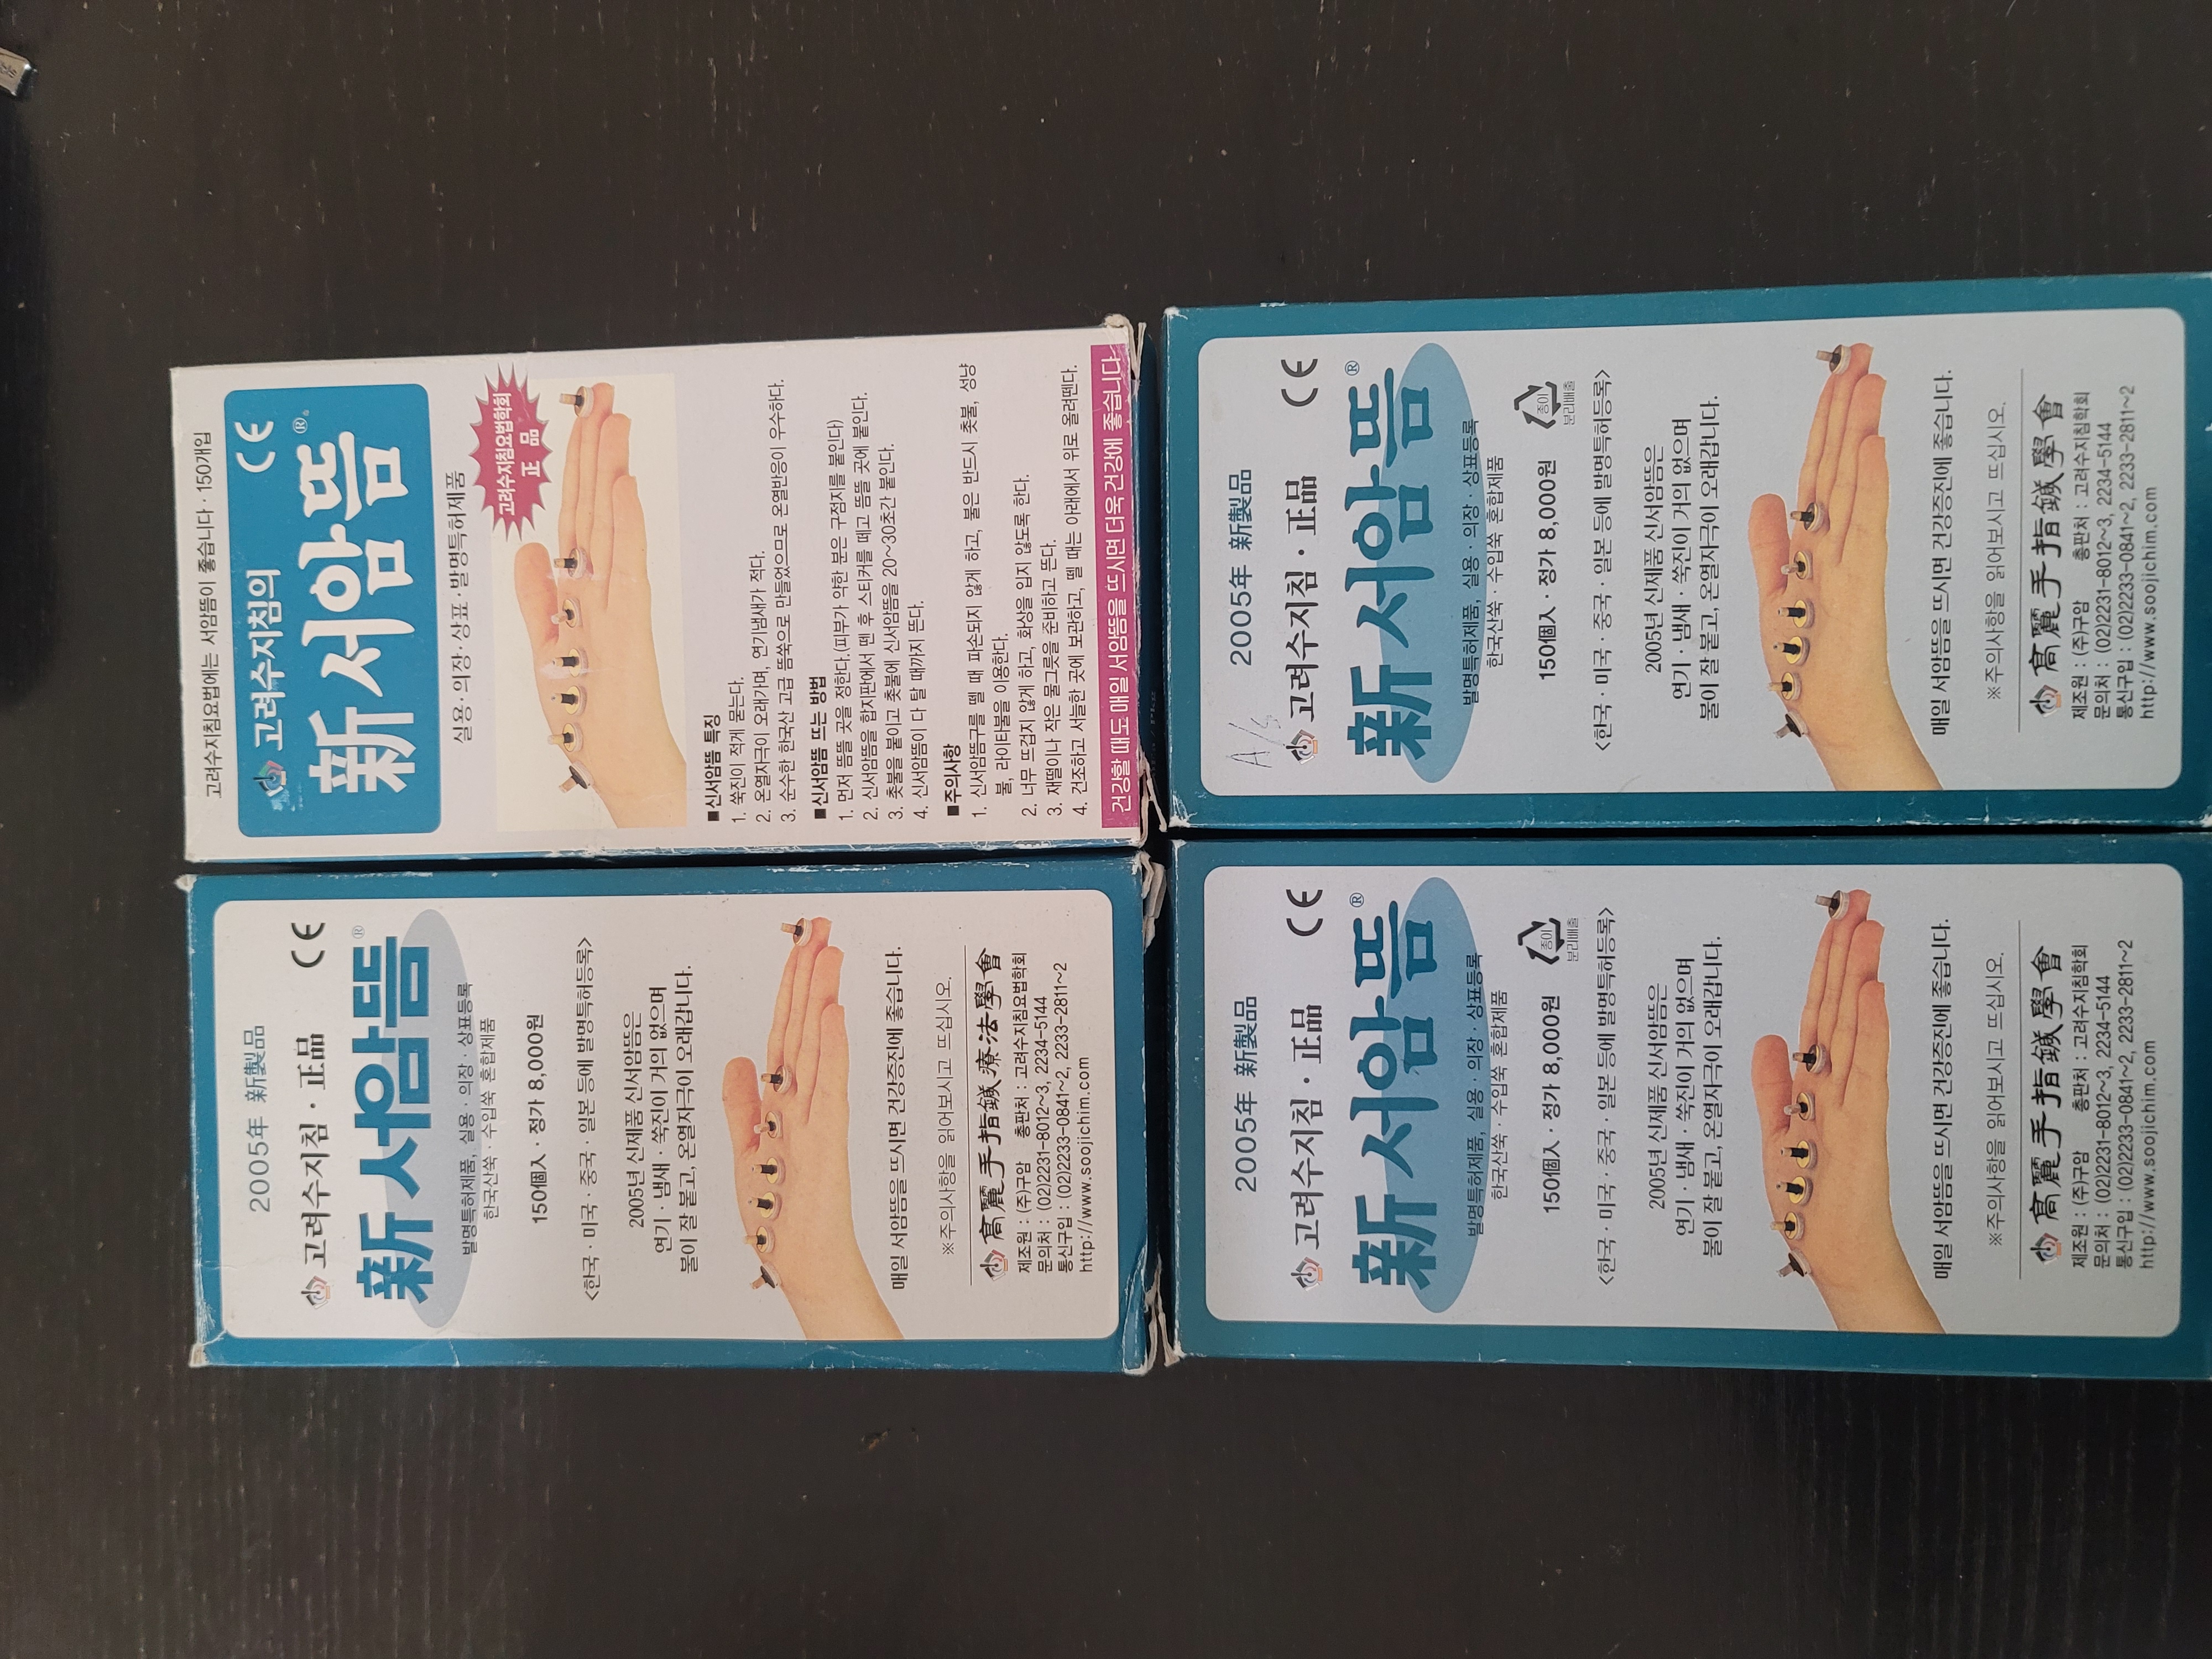 고려수지침요법에는 서암뜸이 좋습니다 · 150개입
고려수지침의 CE
新 서암뜸®
실용·의장·상표·발명특허제품
고려수지침요법학회
正品
■신서암뜸 특징
1. 쑥진이 적게 묻는다.
2. 온열자극이 오래가며, 연기냄새가 적다.
3. 순수한 한국산 고급 뜸쑥으로 만들었으므로 온열반응이 우수하다.
■신서암뜸 뜨는 방법
1. 먼저 뜸뜰 곳을 정한다.(피부가 약한 분은 구점지를 붙인다)
2. 신서암뜸을 합지판에서 뗀 후 스티커를 떼고 뜸뜰 곳에 붙인다.
3. 촛불을 붙이고 촛불에 신서암뜸을 20~30초간 붙인다.
4. 신서암뜸이 다 탈 때까지 뜬다.
■주의사항
1. 신서암뜸구를 뗄 때 파손되지 않게 하고, 불은 반드시 촛불, 성냥
불, 라이타불을 이용한다.
2. 너무 뜨겁지 않게 하고, 화상을 입지 않도록 한다.
3. 재떨이나 작은 물그릇을 준비하고 뜬다.
4. 건조하고 서늘한 곳에 보관하고, 뗄 때는 아래에서 위로 올려뗀다.
건강할 때도 매일 서암뜸을 뜨시면 더욱 건강에 좋습니다.
2005年 新製品
고려수지침 · 正品 CE
新 서암뜸®
발명특허제품, 실용 · 의장 · 상표등록
한국산쑥 · 수입쑥 혼합제품
150個入 · 정가 8,000원
<한국 · 미국 · 중국 · 일본 등에 발명특허등록>
2005년 신제품 신서암뜸은
연기 · 냄새 · 쑥진이 거의 없으며
불이 잘 붙고, 온열자극이 오래갑니다.
매일 서암뜸을 뜨시면 건강증진에 좋습니다.
※주의사항을 읽어보시고 뜨십시오.
高麗手指鍼療法學會
제조원 : (주)구암 총판처 : 고려수지침요법학회
문의처 : (02)2231-8012~3, 2234-5144
통신구입 : (02)2233-0841~2, 2233-2811~2
http://www.soojichim.com
A/S
2005年 新製品
고려수지침 · 正品 CE
新 서암뜸®
발명특허제품, 실용 · 의장 · 상표등록
한국산쑥 · 수입쑥 혼합제품
150個入 · 정가 8,000원
종이
분리배출
<한국 · 미국 · 중국 · 일본 등에 발명특허등록>
2005년 신제품 신서암뜸은
연기 · 냄새 · 쑥진이 거의 없으며
불이 잘 붙고, 온열자극이 오래갑니다.
매일 서암뜸을 뜨시면 건강증진에 좋습니다.
※주의사항을 읽어보시고 뜨십시오.
高麗手指鍼學會
제조원 : (주)구암 총판처 : 고려수지침학회
문의처 : (02)2231-8012~3, 2234-5144
통신구입 : (02)2233-0841~2, 2233-2811~2
http://www.soojichim.com
2005年 新製品
고려수지침 · 正品 CE
新 서암뜸®
발명특허제품, 실용 · 의장 · 상표등록
한국산쑥 · 수입쑥 혼합제품
150個入 · 정가 8,000원
종이
분리배출
<한국 · 미국 · 중국 · 일본 등에 발명특허등록>
2005년 신제품 신서암뜸은
연기 · 냄새 · 쑥진이 거의 없으며
불이 잘 붙고, 온열자극이 오래갑니다.
매일 서암뜸을 뜨시면 건강증진에 좋습니다.
※주의사항을 읽어보시고 뜨십시오.
高麗手指鍼學會
제조원 : (주)구암 총판처 : 고려수지침학회
문의처 : (02)2231-8012~3, 2234-5144
통신구입 : (02)2233-0841~2, 2233-2811~2
http://www.soojichim.com